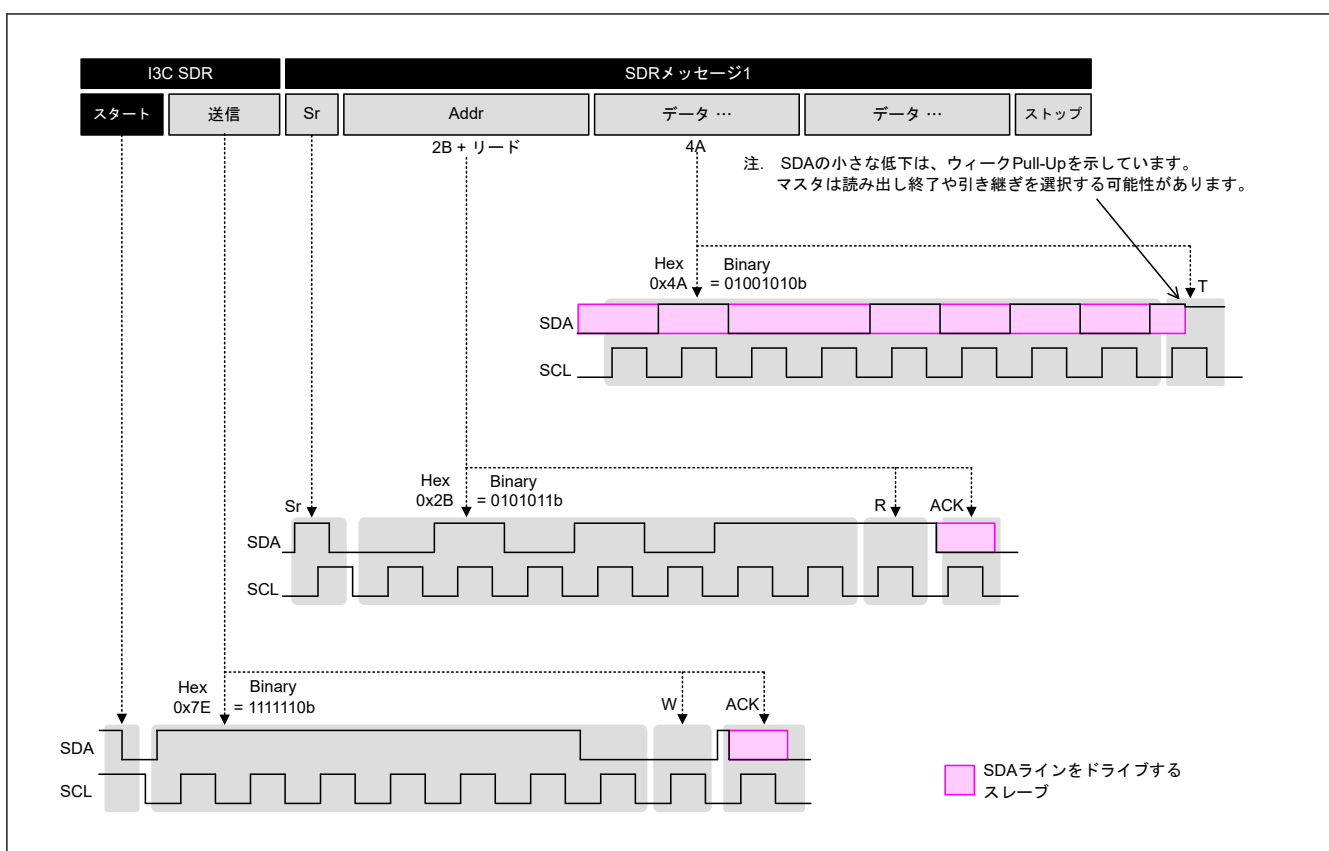 I3C SDR
SDRメッセージ1
スタート
送信
Sr
Addr
データ …
データ …
ストップ
2B + リード
4A
注. SDAの小さな低下は、ウィークPull-Upを示しています。
マスタは読み出し終了や引き継ぎを選択する可能性があります。
Hex
0x4A
Binary
= 01001010b
T
SDA
SCL
Sr
Hex
0x2B
Binary
= 0101011b
R
ACK
SDA
SCL
Hex
0x7E
Binary
= 1111110b
W
ACK
SDA
SCL
SDAラインをドライブする
スレーブ